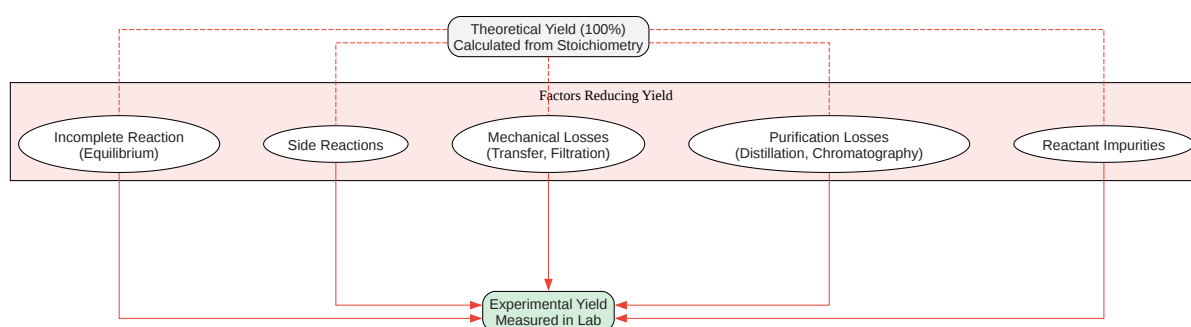 Theoretical Yield (100%)
Calculated from Stoichiometry
Factors Reducing Yield
Incomplete Reaction
(Equilibrium)
Side Reactions
Mechanical Losses
(Transfer, Filtration)
Purification Losses
(Distillation, Chromatography)
Reactant Impurities
Experimental Yield
Measured in Lab